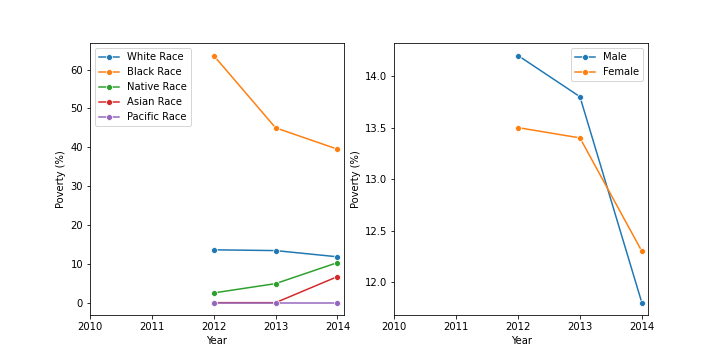 White Race
Black Race
Native Race
Asian Race
Pacific Race
Poverty (%)
60
50
40
30
20
10
0
2010 2011 2012 2013 2014
Year
Male
Female
Poverty (%)
14.0
13.5
13.0
12.5
12.0
2010 2011 2012 2013 2014
Year